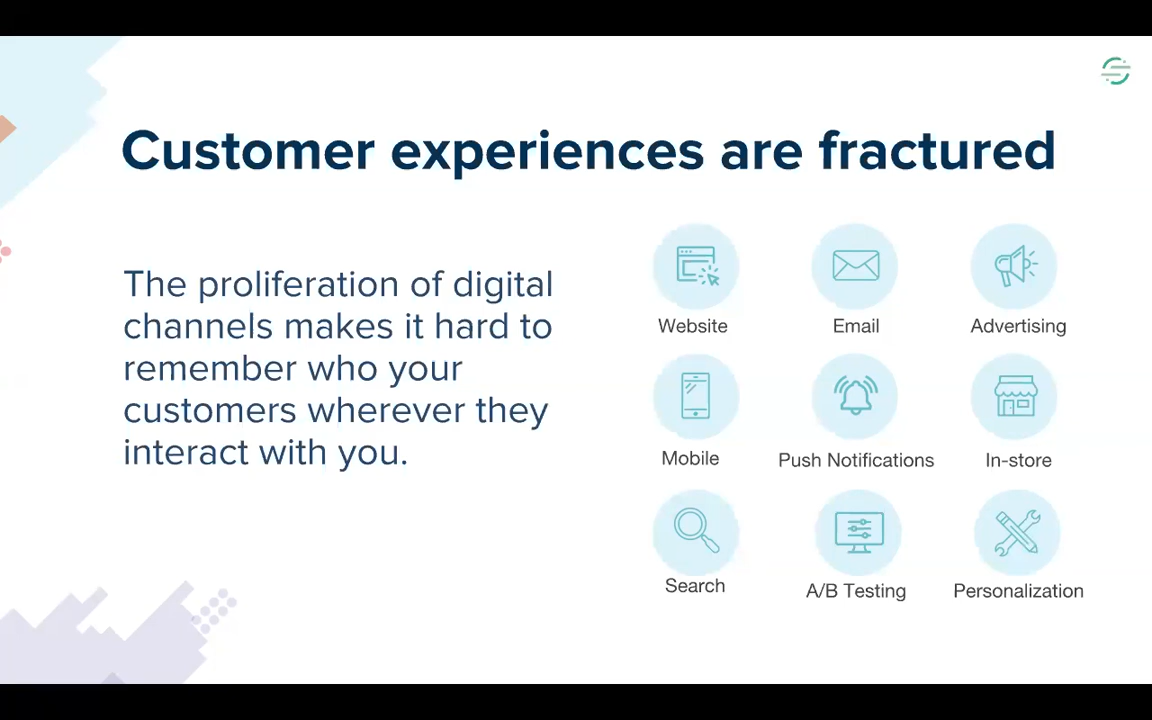 Customer experiences are fractured
The proliferation of digital
channels makes it hard to
remember who your
customers wherever they
interact with you.
Website
Email
Advertising
Mobile
Push Notifications
In-store
Search
A/B Testing
Personalization